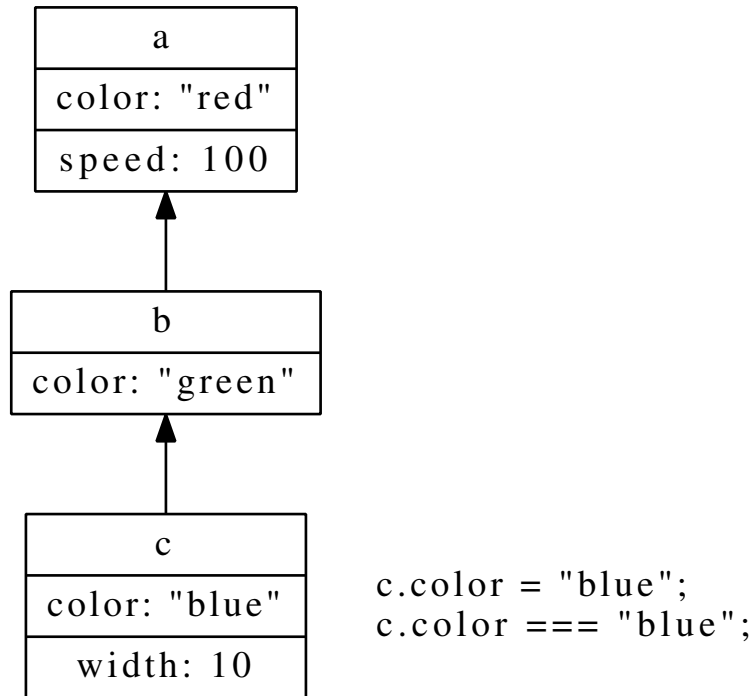 a
color: "red"
speed: 100
b
color: "green"
c
color: "blue"
width: 10
c.color = "blue";
c.color === "blue";